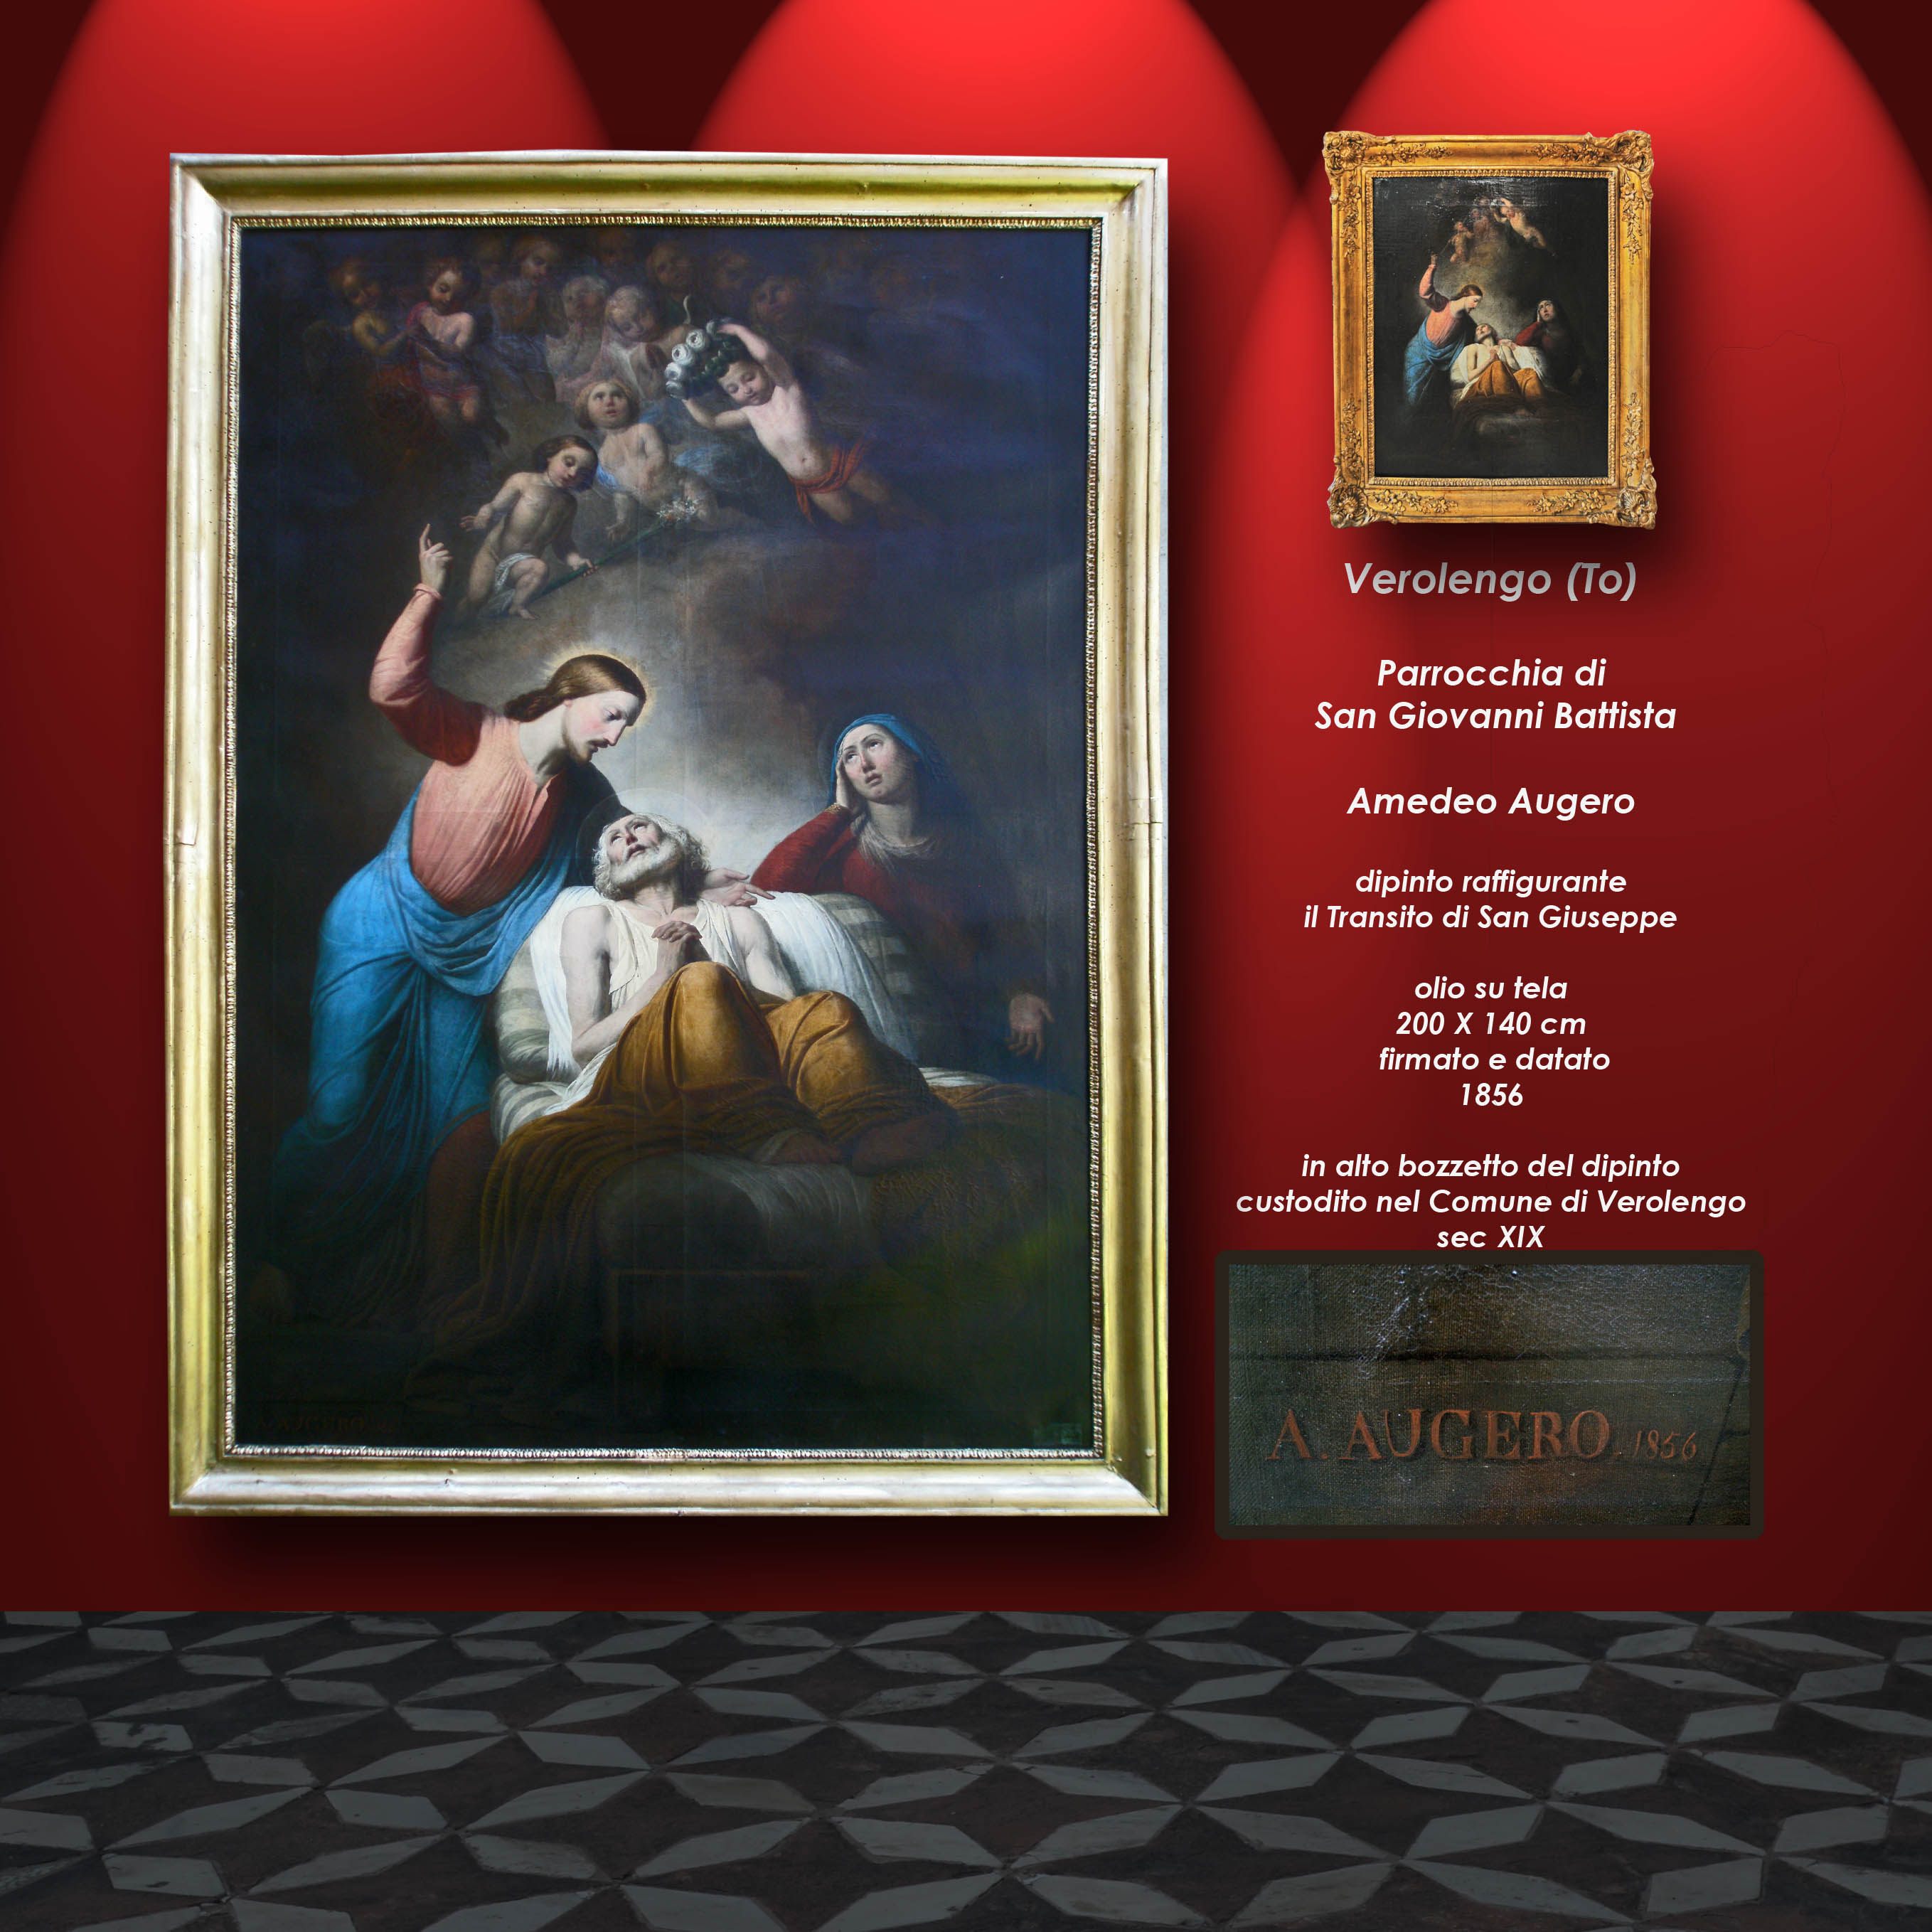 Verolengo (To)
Parrocchia di
San Giovanni Battista
Amedeo Augero
dipinto raffigurante
il Transito di San Giuseppe
olio su tela
200 X 140 cm
firmato e datato
1856
in alto bozzetto del dipinto
custodito nel Comune di Verolengo
sec XIX
A. AUGERO. 1856